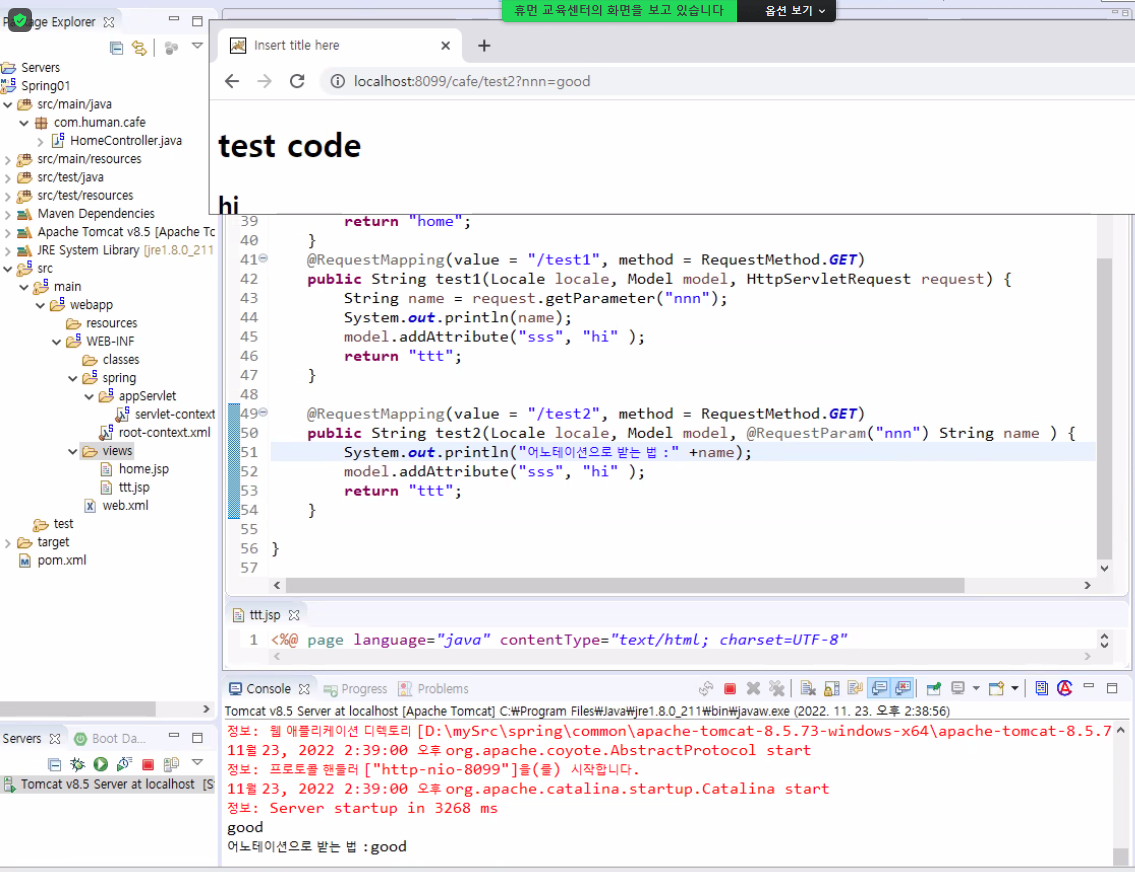 휴먼 교육센터의 화면을 보고 있습니다
옵션 보기
Package Explorer
Servers
Spring01
src/main/java
com.human.cafe
HomeController.java
src/main/resources
src/test/java
src/test/resources
Maven Dependencies
Apache Tomcat v8.5 [Apache Tc
JRE System Library [jre1.8.0_211
src
main
webapp
resources
WEB-INF
classes
spring
appServlet
servlet-context
root-context.xml
views
home.jsp
ttt.jsp
web.xml
test
target
pom.xml
Servers
Boot Da...
Tomcat v8.5 Server at localhost [S
Insert title here
localhost:8099/cafe/test2?nnn=good
test code
hi
39 return "home";
40 }
41 @RequestMapping(value = "/test1", method = RequestMethod.GET)
42 public String test1(Locale locale, Model model, HttpServletRequest request) {
43 String name = request.getParameter("nnn");
44 System.out.println(name);
45 model.addAttribute("sss", "hi" );
46 return "ttt";
47 }
48
49 @RequestMapping(value = "/test2", method = RequestMethod.GET)
50 public String test2(Locale locale, Model model, @RequestParam("nnn") String name ) {
51 System.out.println("어노테이션으로 받는 법 :" +name);
52 model.addAttribute("sss", "hi" );
53 return "ttt";
54 }
55
56 }
57
ttt.jsp
1 <%@ page language="java" contentType="text/html; charset=UTF-8"
Console
Progress
Problems
Tomcat v8.5 Server at localhost [Apache Tomcat] C:₩Program Files₩Java₩jre1.8.0_211₩bin₩javaw.exe (2022. 11. 23. 오후 2:38:56)
정보: 웹 애플리케이션 디렉토리 [D:\mySrc\spring\common\apache-tomcat-8.5.73-windows-x64\apache-tomcat-8.5.7
11월 23, 2022 2:39:00 오후 org.apache.coyote.AbstractProtocol start
정보: 프로토콜 핸들러 ["http-nio-8099"]을(를) 시작합니다.
11월 23, 2022 2:39:00 오후 org.apache.catalina.startup.Catalina start
정보: Server startup in 3268 ms
good
어노테이션으로 받는 법 :good